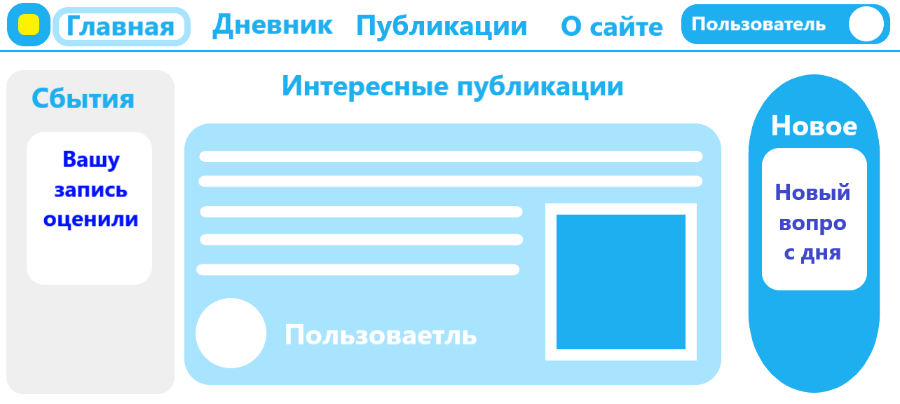 Главная Дневник Публикации О сайте Пользователь
Сбытия
Вашу
запись
оценили
Интересные публикации
Пользоваетль
Новое
Новый
вопро
с дня